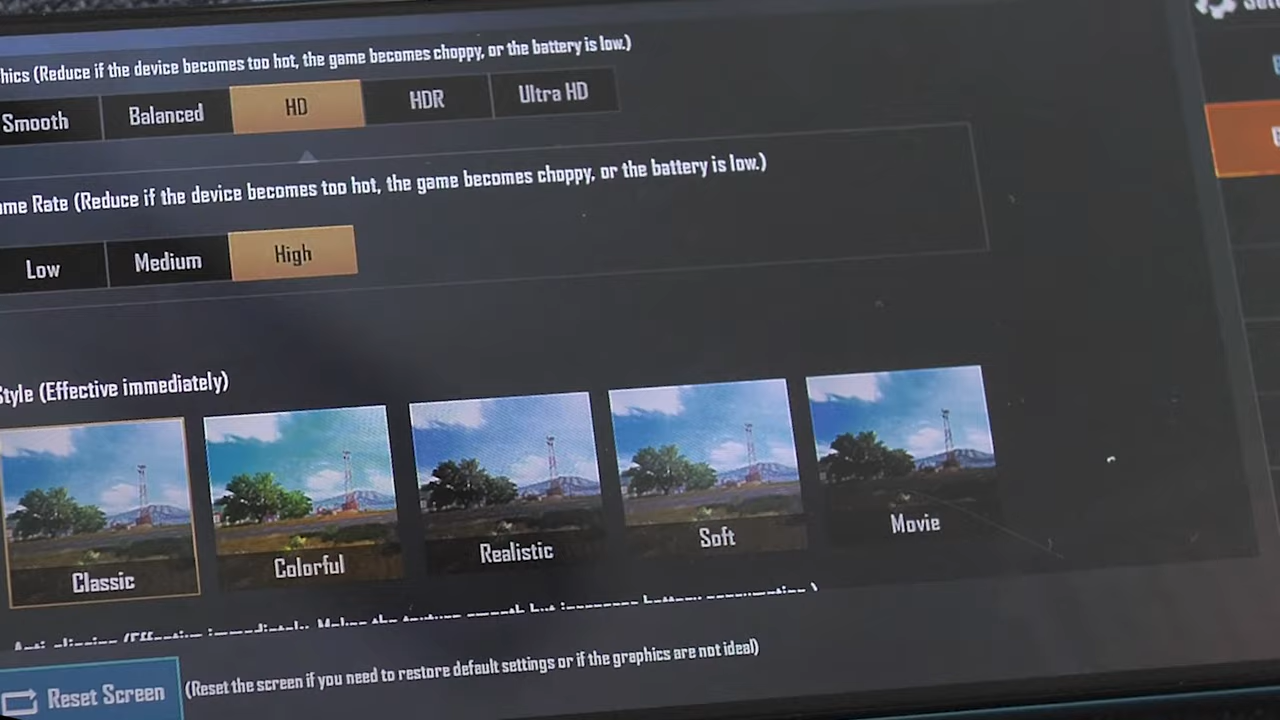 (Reduce if the device becomes too hot, the game becomes choppy, or the battery is low.)
Smooth Balanced HD HDR Ultra HD
Rate (Reduce if the device becomes too hot, the game becomes choppy, or the battery is low.)
Low Medium High
Style (Effective immediately)
Classic Colorful Realistic Soft Movie
Reset Screen (Reset the screen if you need to restore default settings or if the graphics are not ideal)